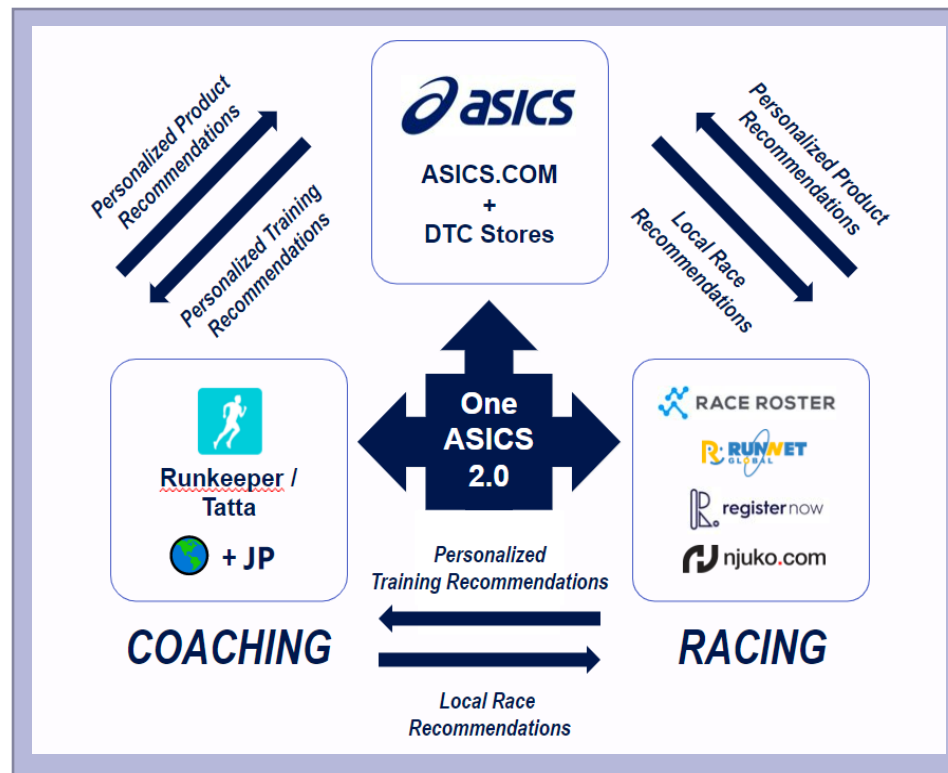 asics
ASICS.COM
+
DTC Stores
Personalized Product
Recommendations
Personalized Training
Recommendations
Personalized Product
Recommendations
Local Race
Recommendations
One
ASICS
2.0
Runkeeper /
Tatta
+ JP
RACE ROSTER
R RUNNET
GLOBAL
R. register now
njuko.com
Personalized
Training Recommendations
COACHING
RACING
Local Race
Recommendations